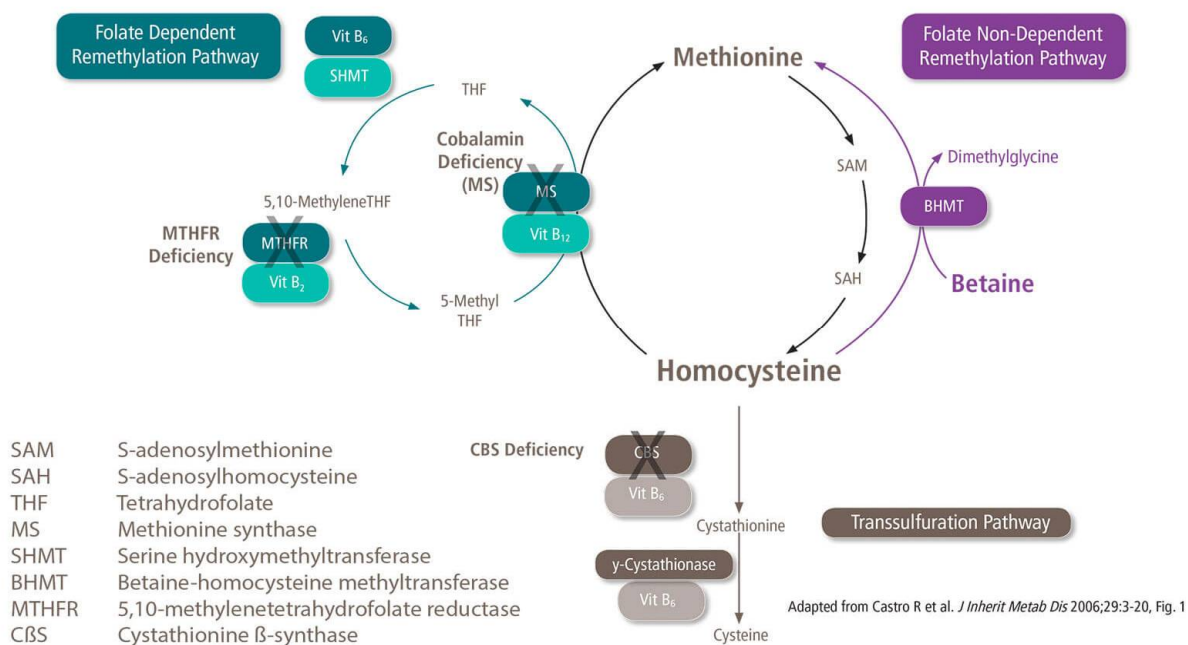 Folate Dependent
Remethylation Pathway
Vit B₆
SHMT
Methionine
Folate Non-Dependent
Remethylation Pathway
THF
Cobalamin
Deficiency
(MS)
MS
Vit B₁₂
5,10-MethyleneTHF
MTHFR
Deficiency
MTHFR
Vit B₂
5-Methyl
THF
SAM
SAH
Dimethylglycine
BHMT
Betaine
Homocysteine
CBS Deficiency
CBS
Vit B₆
Cystathionine
Transsulfuration Pathway
y-Cystathionase
Vit B₆
Cysteine
SAM S-adenosylmethionine
SAH S-adenosylhomocysteine
THF Tetrahydrofolate
MS Methionine synthase
SHMT Serine hydroxymethyltransferase
BHMT Betaine-homocysteine methyltransferase
MTHFR 5,10-methylenetetrahydrofolate reductase
CßS Cystathionine ß-synthase
Adapted from Castro R et al. J Inherit Metab Dis 2006;29:3-20, Fig. 1